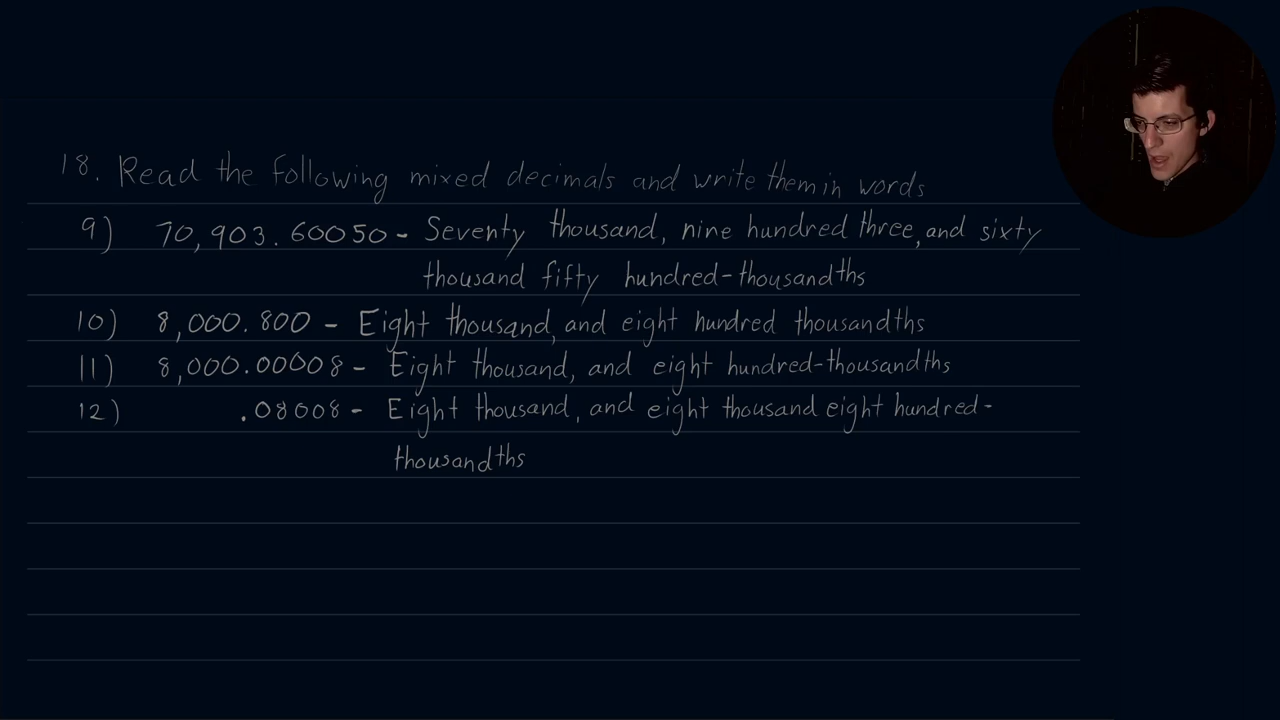 18. Read the following mixed decimals and write them in words
9) 70,903.60050 - Seventy thousand, nine hundred three, and sixty
thousand fifty hundred-thousandths
10) 8,000.800 - Eight thousand, and eight hundred thousandths
11) 8,000.00008 - Eight thousand, and eight hundred-thousandths
12) .08008 - Eight thousand, and eight thousand eight hundred-
thousandths